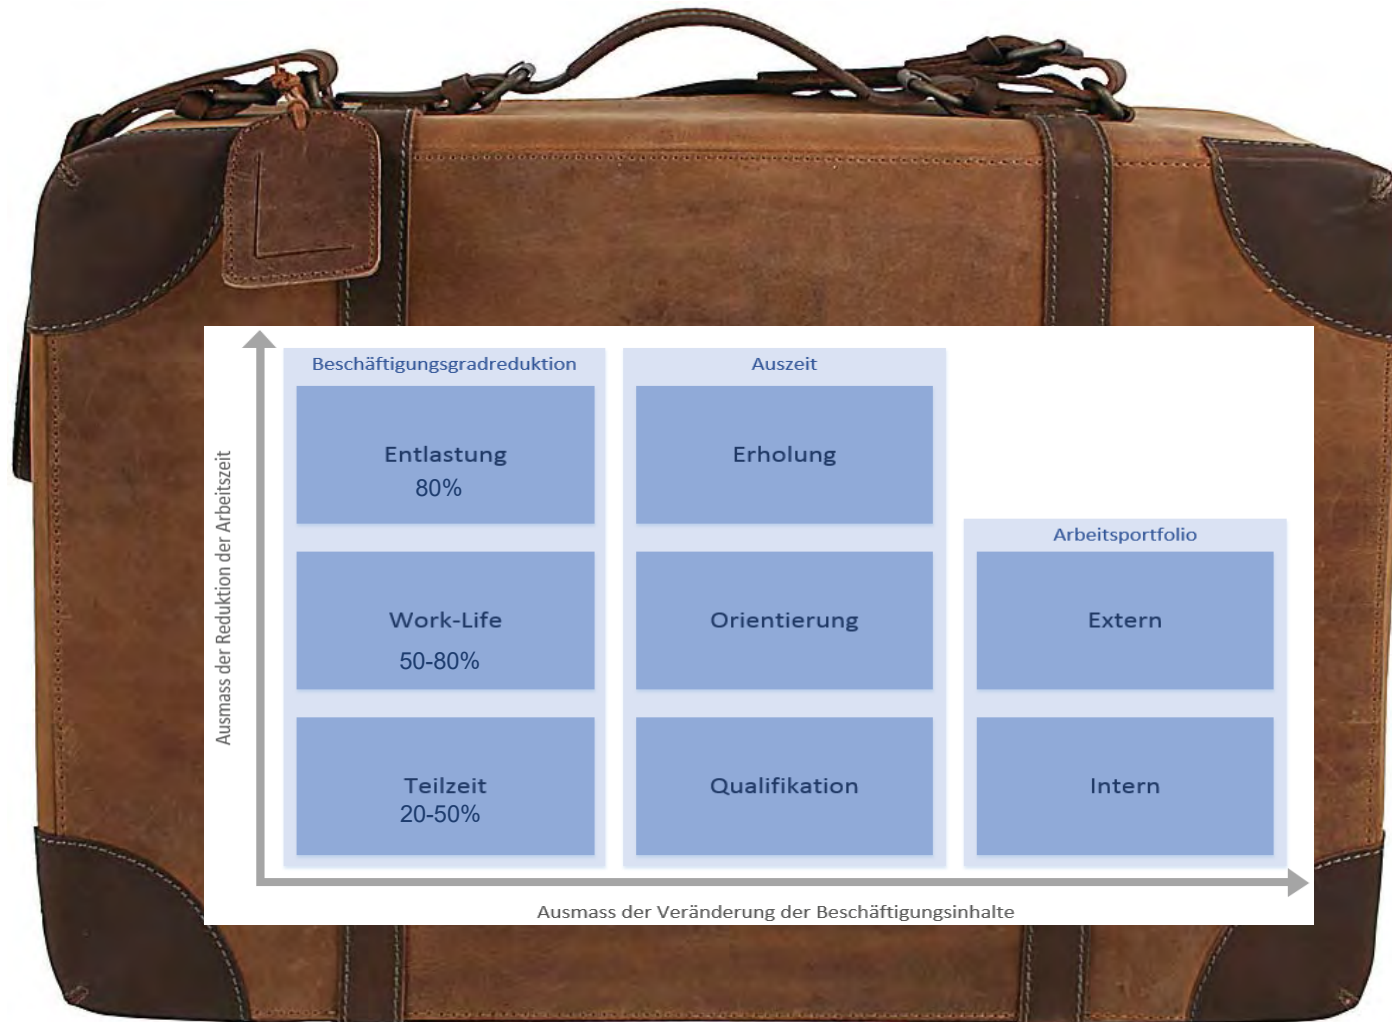 Beschäftigungsgradreduktion
Entlastung
80%
Work-Life
50-80%
Teilzeit
20-50%
Auszeit
Erholung
Orientierung
Qualifikation
Arbeitsportfolio
Extern
Intern
Ausmass der Reduktion der Arbeitszeit
Ausmass der Veränderung der Beschäftigungsinhalte